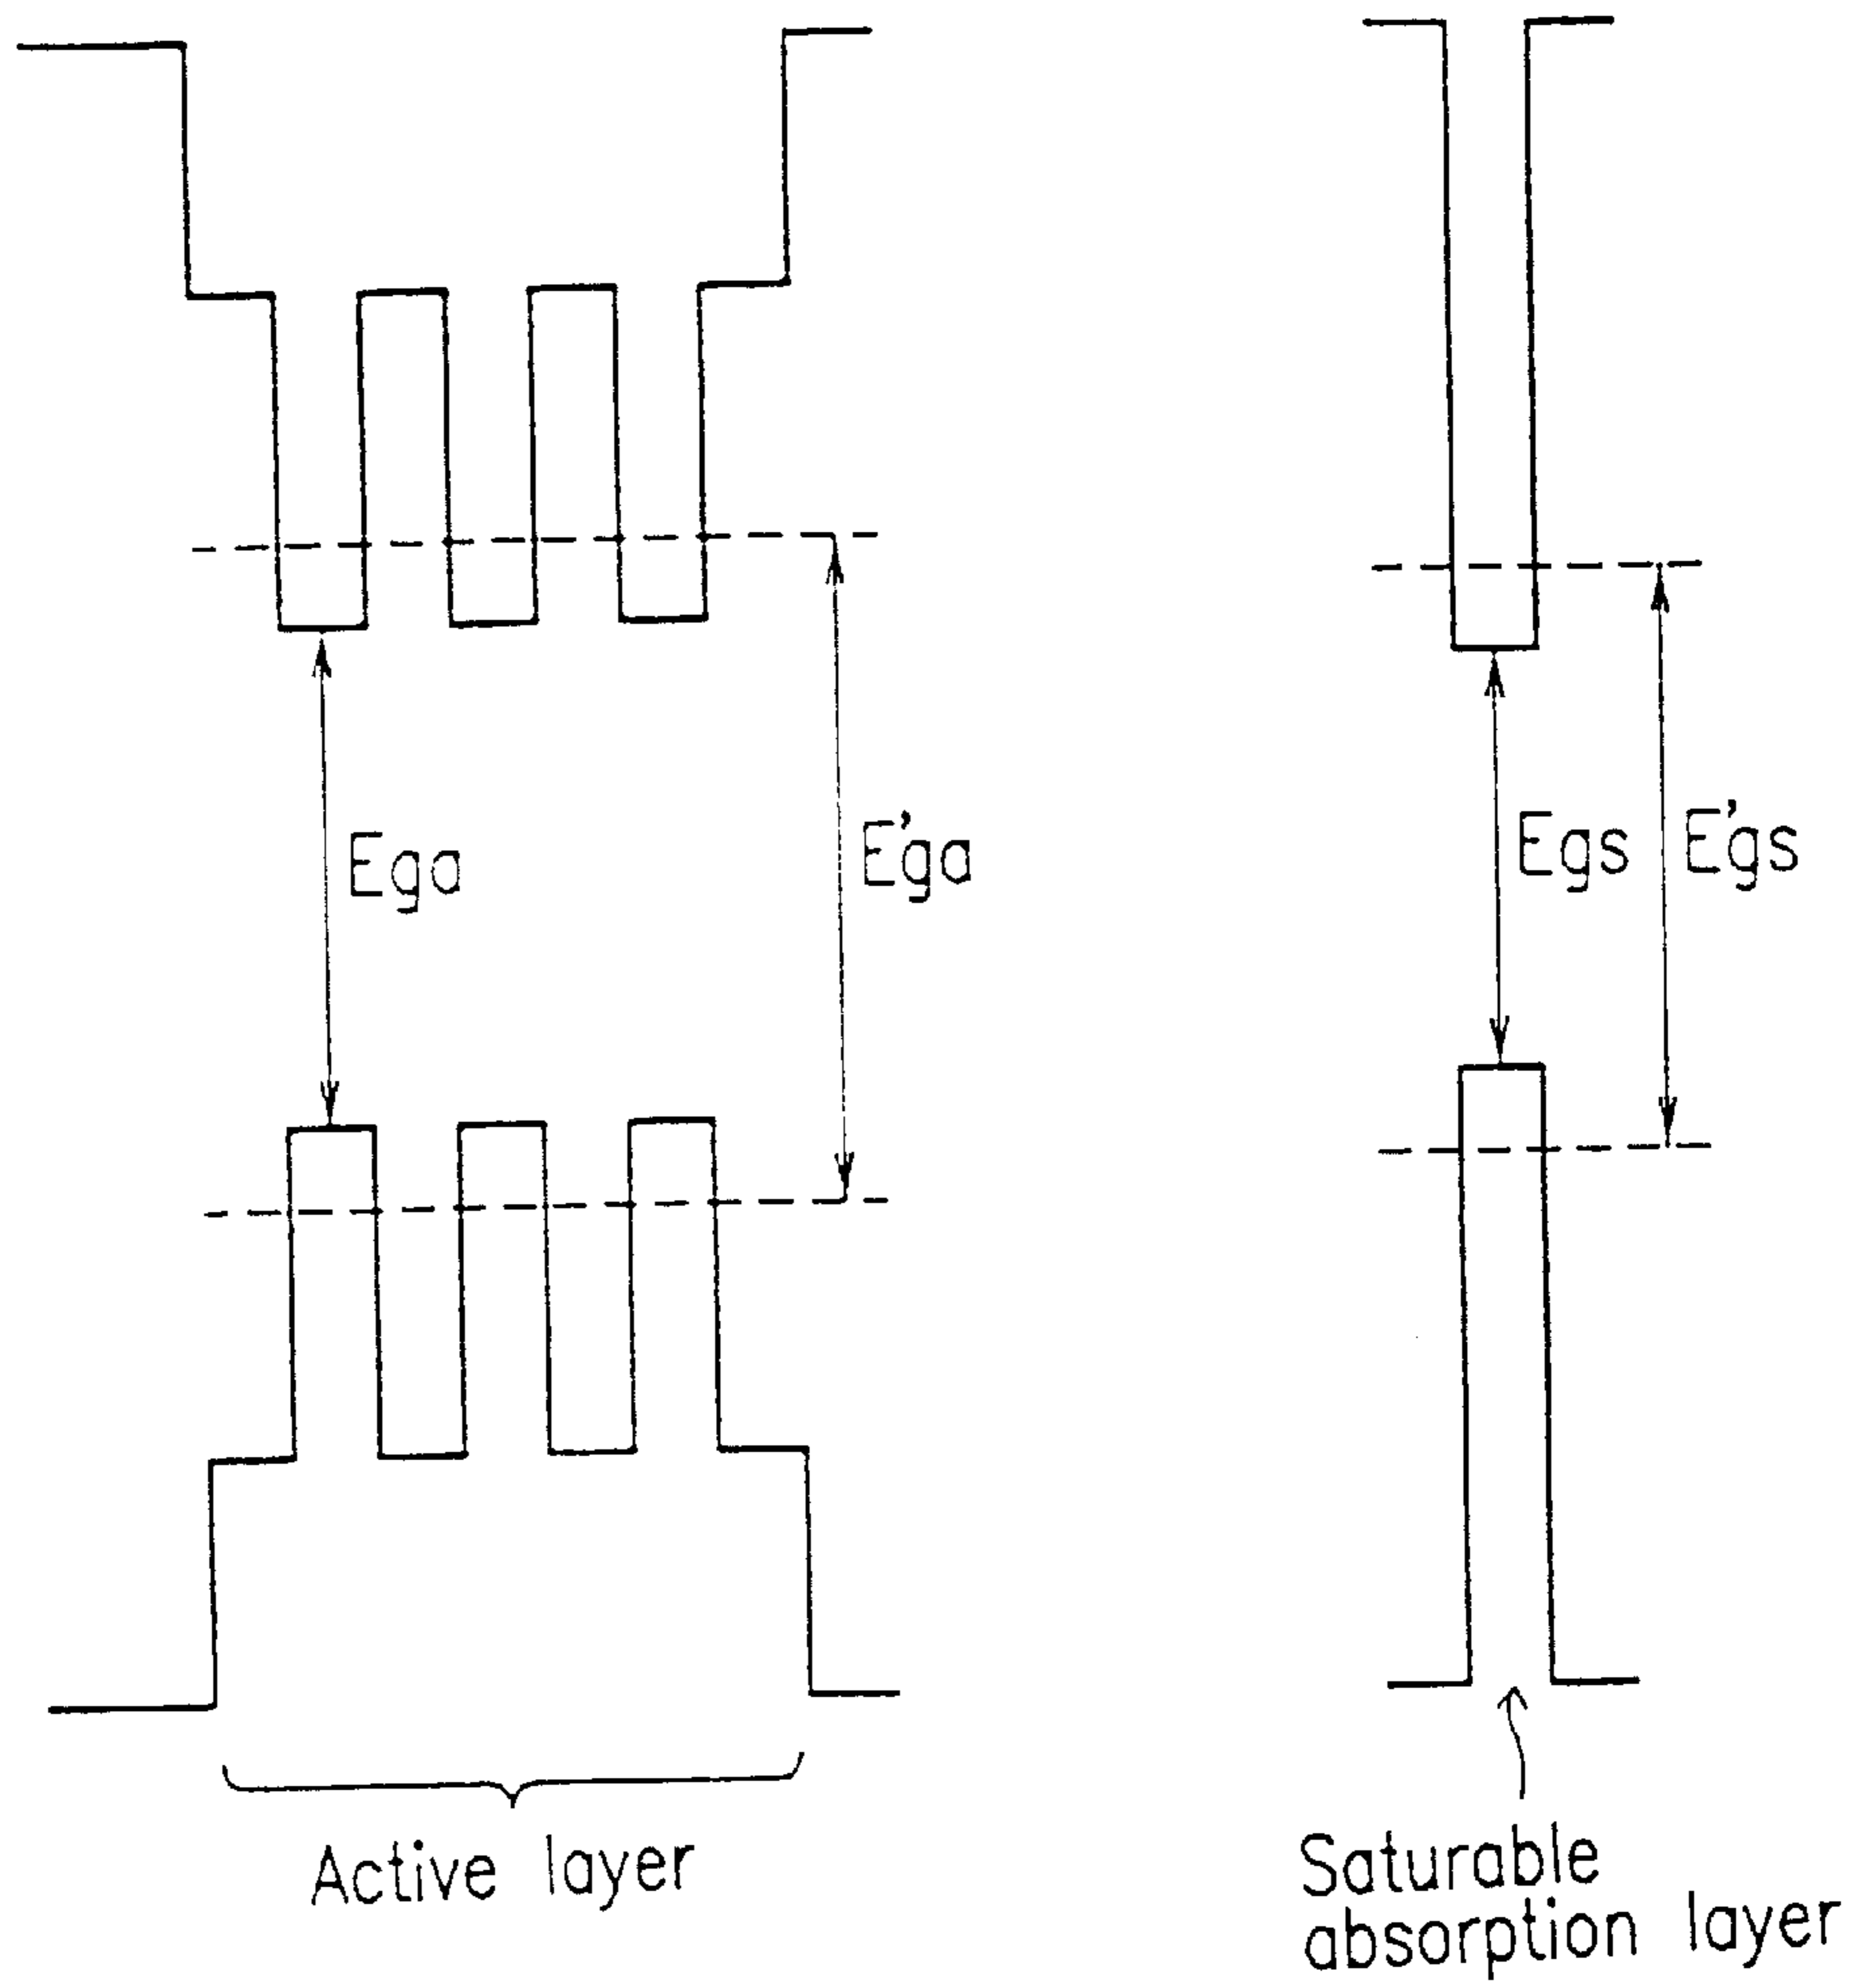 Ega
E'ga
Egs
E'gs
Active layer
Saturable
absorption layer